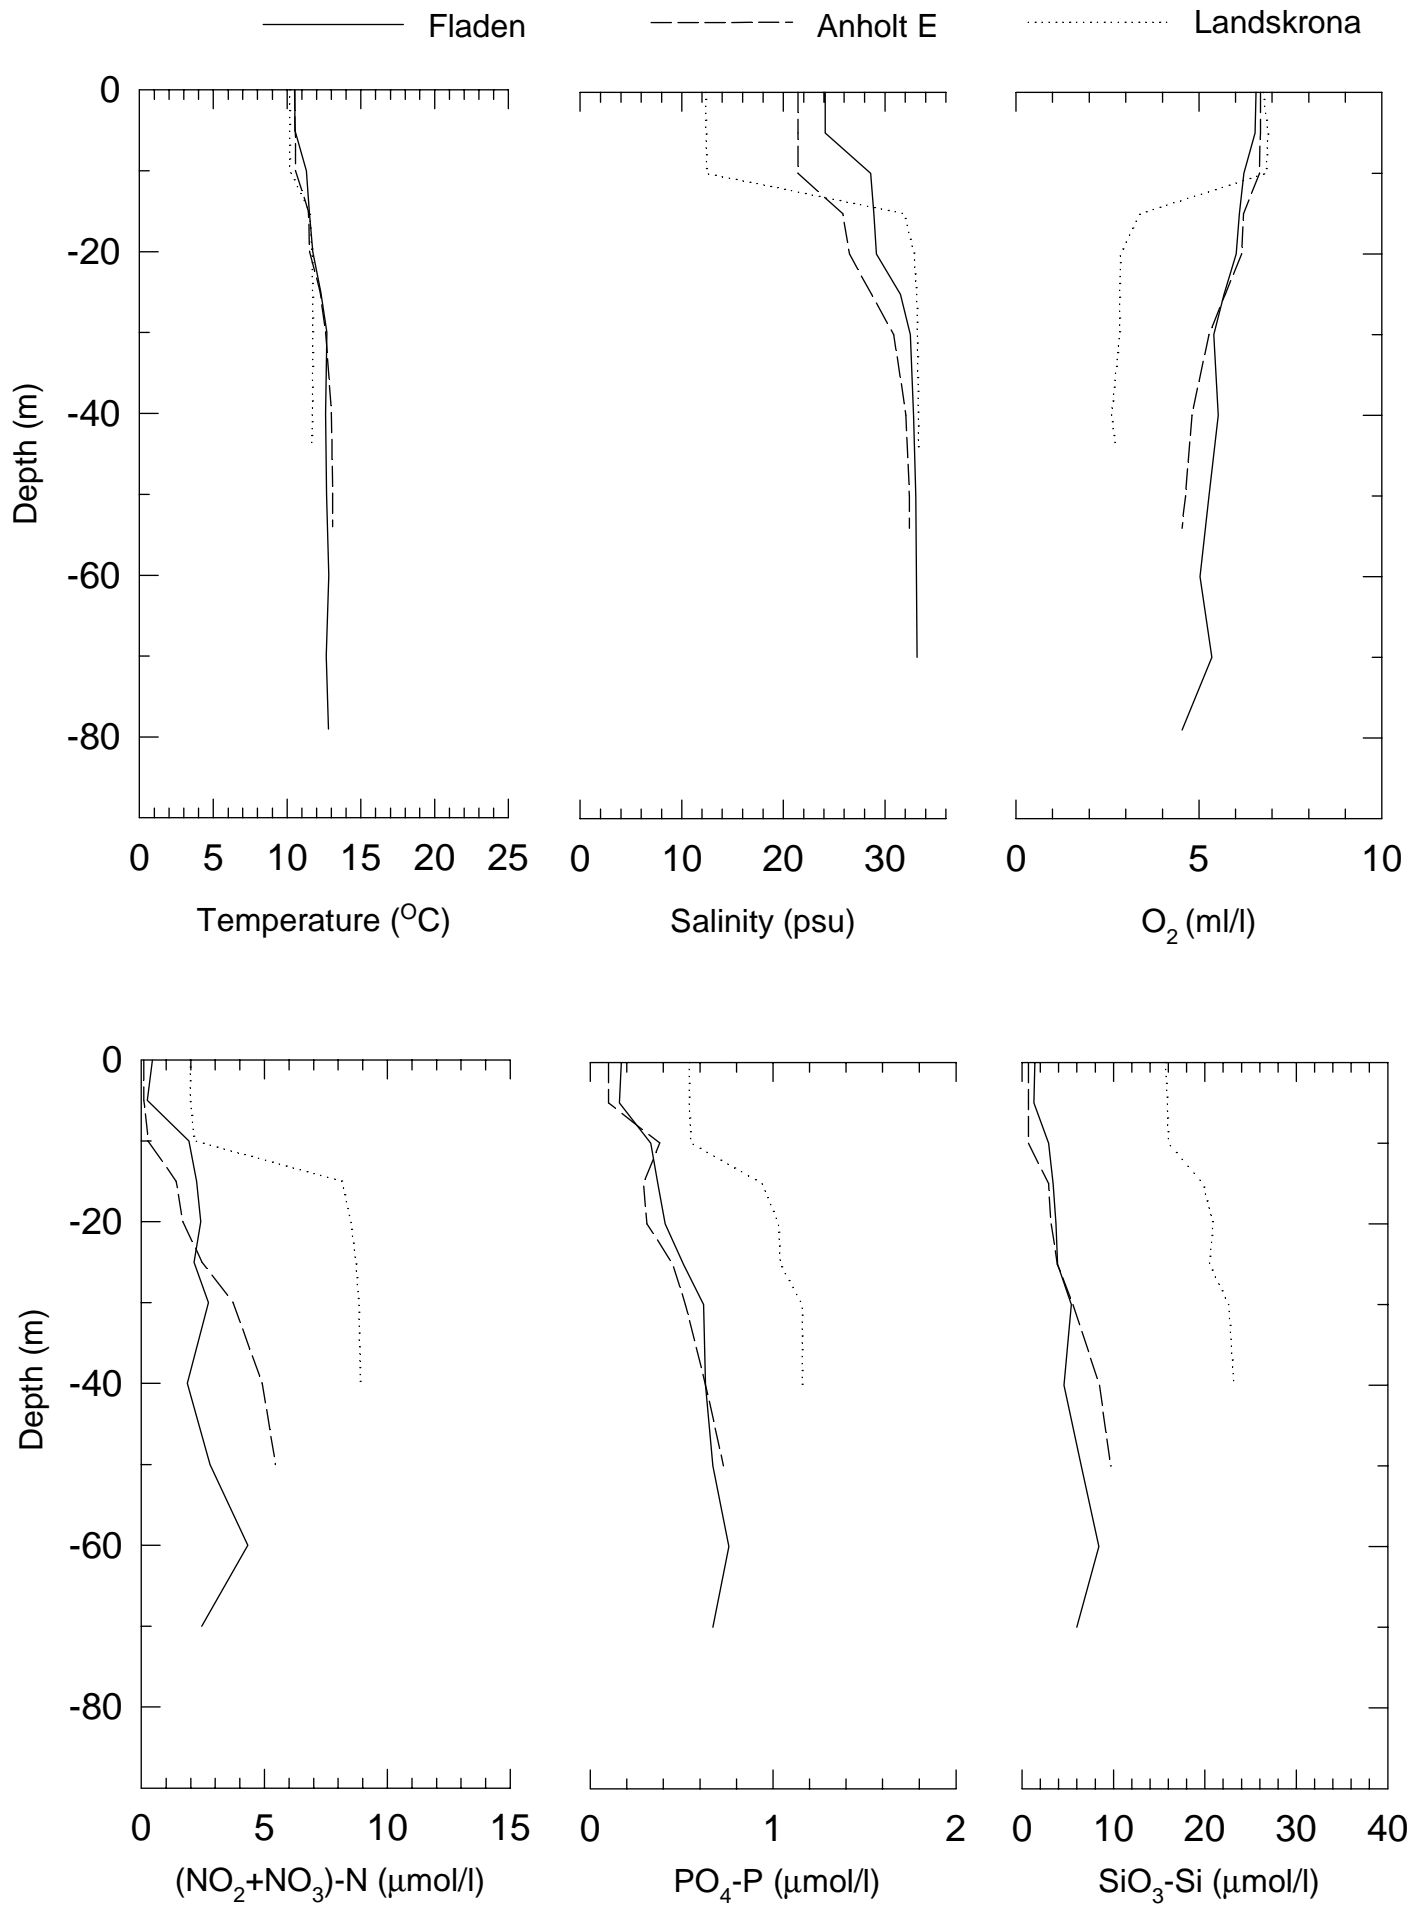 Fladen Anholt E Landskrona
0
-20
-40
-60
-80
Depth (m)
0 5 10 15 20 25 0 10 20 30 0 5 10
Temperature (ᴼC) Salinity (psu) O₂ (ml/l)
0
-20
-40
-60
-80
Depth (m)
0 5 10 15 0 1 2 0 10 20 30 40
(NO₂+NO₃)-N (μmol/l) PO₄-P (μmol/l) SiO₃-Si (μmol/l)